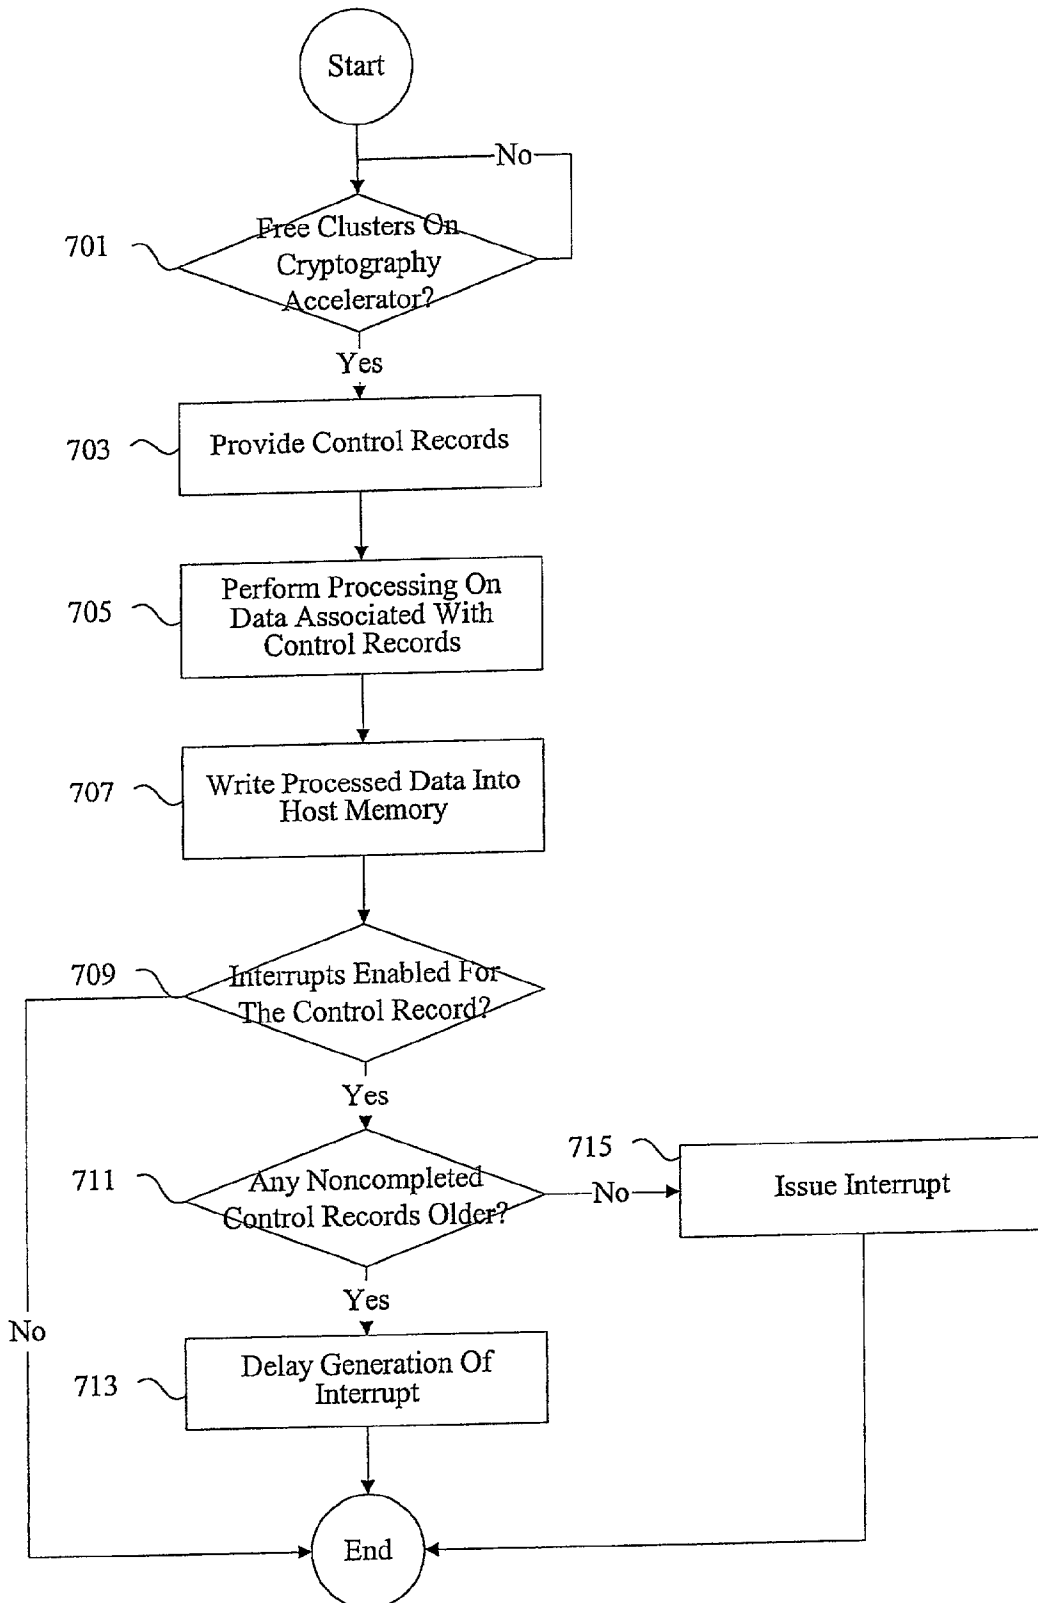 Start
No
701
Free Clusters On
Cryptography
Accelerator?
Yes
703
Provide Control Records
705
Perform Processing On
Data Associated With
Control Records
707
Write Processed Data Into
Host Memory
709
Interrupts Enabled For
The Control Record?
Yes
711
Any Noncompleted
Control Records Older?
No
715
Issue Interrupt
Yes
No
713
Delay Generation Of
Interrupt
End